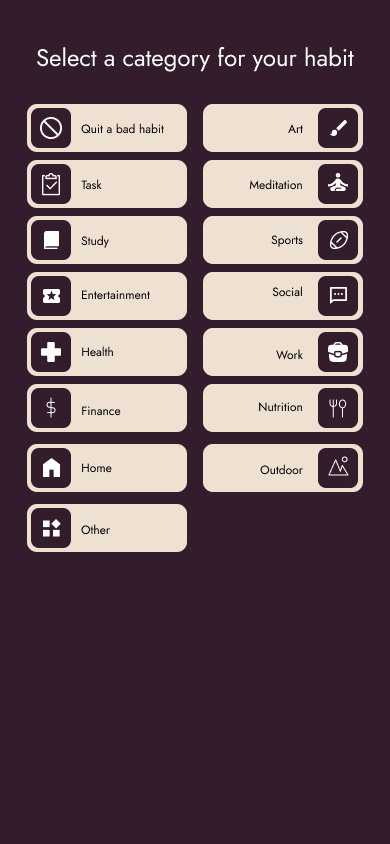 Select a category for your habit
Quit a bad habit
Art
Task
Meditation
Study
Sports
Entertainment
Social
Health
Work
Finance
Nutrition
Home
Outdoor
Other